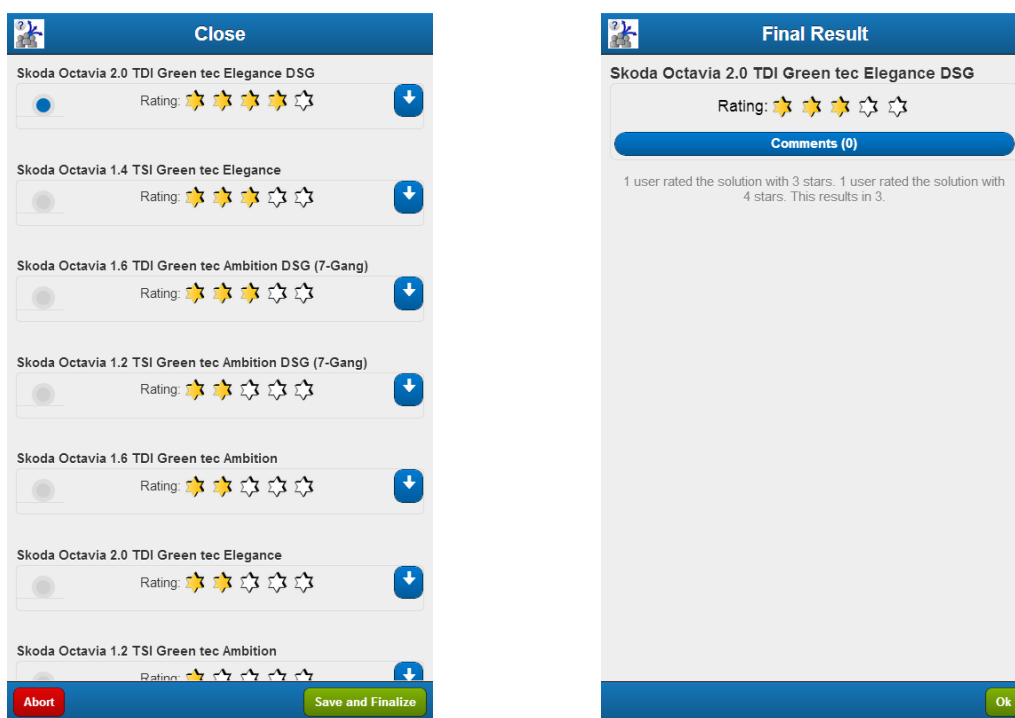 Close
Skoda Octavia 2.0 TDI Green tec Elegance DSG
Rating:
Skoda Octavia 1.4 TSI Green tec Elegance
Rating:
Skoda Octavia 1.6 TDI Green tec Ambition DSG (7-Gang)
Rating:
Skoda Octavia 1.2 TSI Green tec Ambition DSG (7-Gang)
Rating:
Skoda Octavia 1.6 TDI Green tec Ambition
Rating:
Skoda Octavia 2.0 TDI Green tec Elegance
Rating:
Skoda Octavia 1.2 TSI Green tec Ambition
Rating:
Abort
Save and Finalize
Final Result
Skoda Octavia 2.0 TDI Green tec Elegance DSG
Rating:
Comments (0)
1 user rated the solution with 3 stars. 1 user rated the solution with
4 stars. This results in 3.
Ok